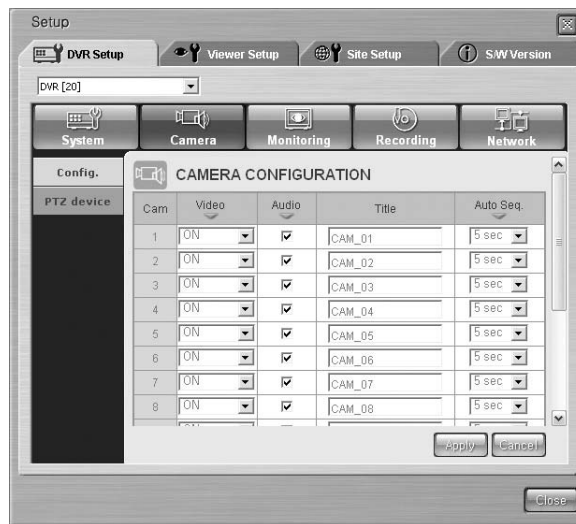 Setup
DVR Setup Viewer Setup Site Setup S/W Version
DVR [20]
System Camera Monitoring Recording Network
Config.
PTZ device
CAMERA CONFIGURATION
Cam Video Audio Title Auto Seq.
1 ON CAM_01 5 sec
2 ON CAM_02 5 sec
3 ON CAM_03 5 sec
4 ON CAM_04 5 sec
5 ON CAM_05 5 sec
6 ON CAM_06 5 sec
7 ON CAM_07 5 sec
8 ON CAM_08 5 sec
Apply Cancel
Close